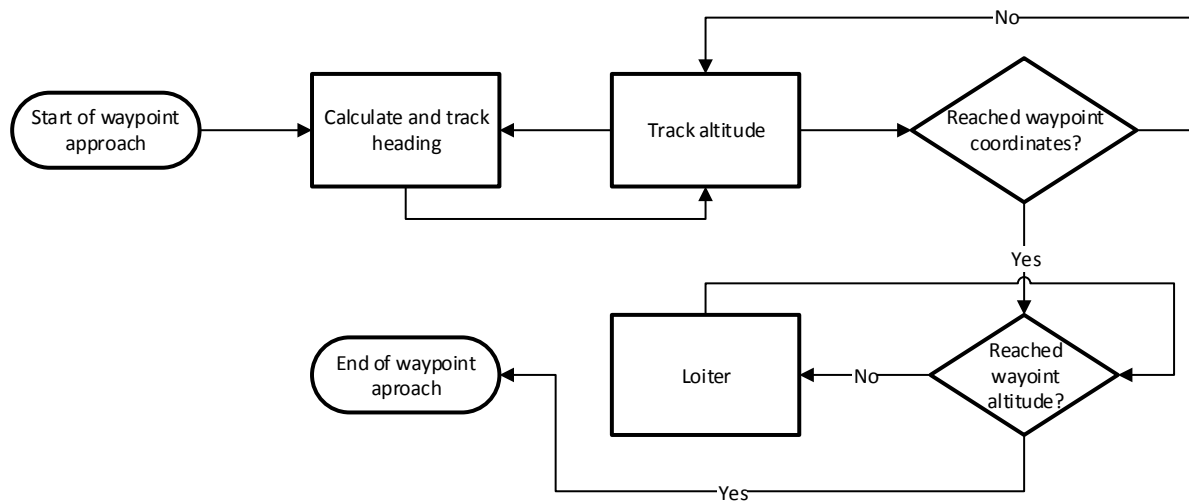 No
Start of waypoint
approach
Calculate and track
heading
Track altitude
Reached waypoint
coordinates?
Yes
End of waypoint
aproach
Loiter
No
Reached
wayoint
altitude?
Yes